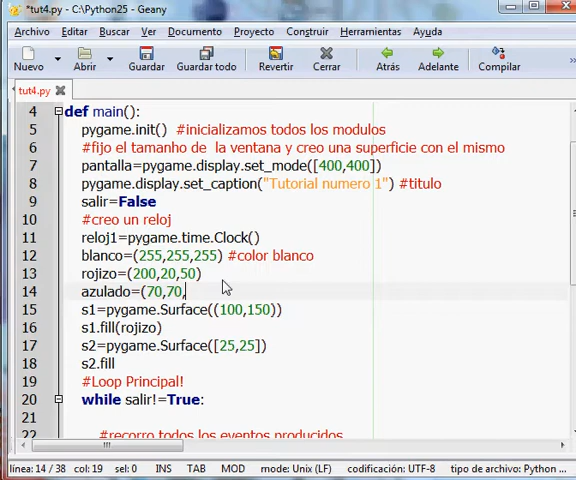 *tut4.py - C:\Python25 - Geany
Archivo Editar Buscar Ver Documento Proyecto Construir Herramientas Ayuda
Nuevo Abrir Guardar Guardar todo Revertir Cerrar Atrás Adelante Compilar
tut4.py
4 def main():
5 pygame.init() #inicializamos todos los modulos
6 #fijo el tamanho de la ventana y creo una superficie con el mismo
7 pantalla=pygame.display.set_mode([400,400])
8 pygame.display.set_caption("Tutorial numero 1") #titulo
9 salir=False
10 #creo un reloj
11 reloj1=pygame.time.Clock()
12 blanco=(255,255,255) #color blanco
13 rojizo=(200,20,50)
14 azulado=(70,70,
15 s1=pygame.Surface((100,150))
16 s1.fill(rojizo)
17 s2=pygame.Surface([25,25])
18 s2.fill
19 #Loop Principal!
20 while salir!=True:
21
22 #recorro todos los eventos producidos
línea: 14 / 38 col: 19 sel: 0 INS TAB MOD modo: Unix (LF) codificación: UTF-8 tipo de archivo: Python